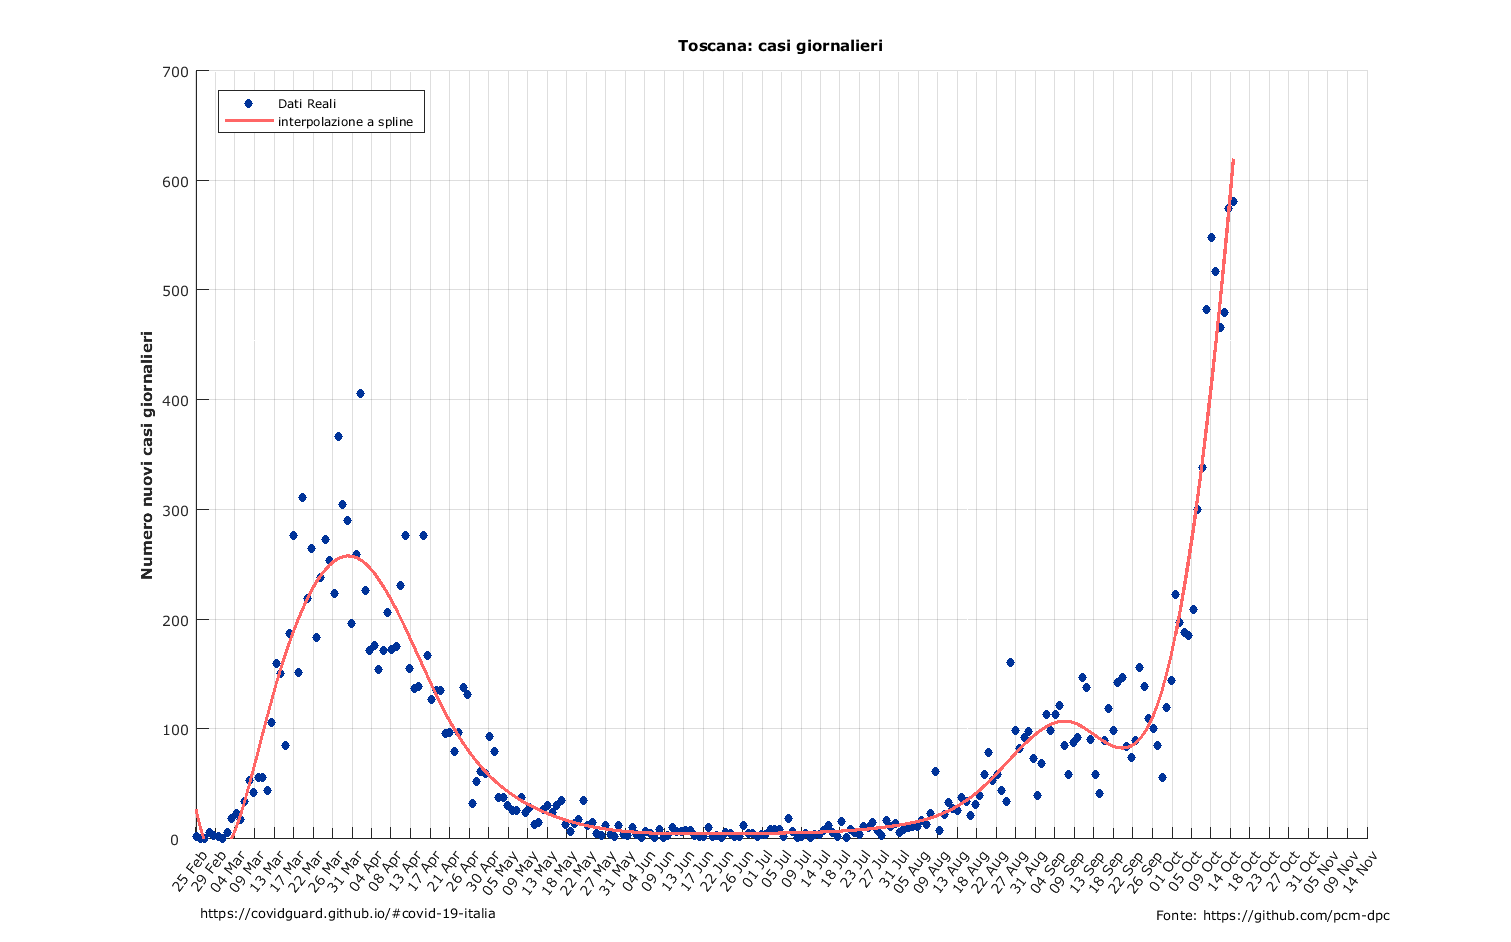 Toscana: casi giornalieri
Numero nuovi casi giornalieri
700
600
500
400
300
200
100
0
Dati Reali
interpolazione a spline
25 Feb
29 Feb
04 Mar
09 Mar
13 Mar
17 Mar
22 Mar
26 Mar
31 Mar
04 Apr
08 Apr
13 Apr
17 Apr
21 Apr
26 Apr
30 Apr
05 May
09 May
13 May
18 May
22 May
27 May
31 May
04 Jun
09 Jun
13 Jun
17 Jun
22 Jun
26 Jun
01 Jul
05 Jul
09 Jul
14 Jul
18 Jul
23 Jul
27 Jul
31 Jul
05 Aug
09 Aug
13 Aug
18 Aug
22 Aug
27 Aug
31 Aug
04 Sep
09 Sep
13 Sep
18 Sep
22 Sep
26 Sep
01 Oct
05 Oct
09 Oct
14 Oct
18 Oct
23 Oct
27 Oct
31 Oct
05 Nov
09 Nov
14 Nov
https://covidguard.github.io/#covid-19-italia
Fonte: https://github.com/pcm-dpc